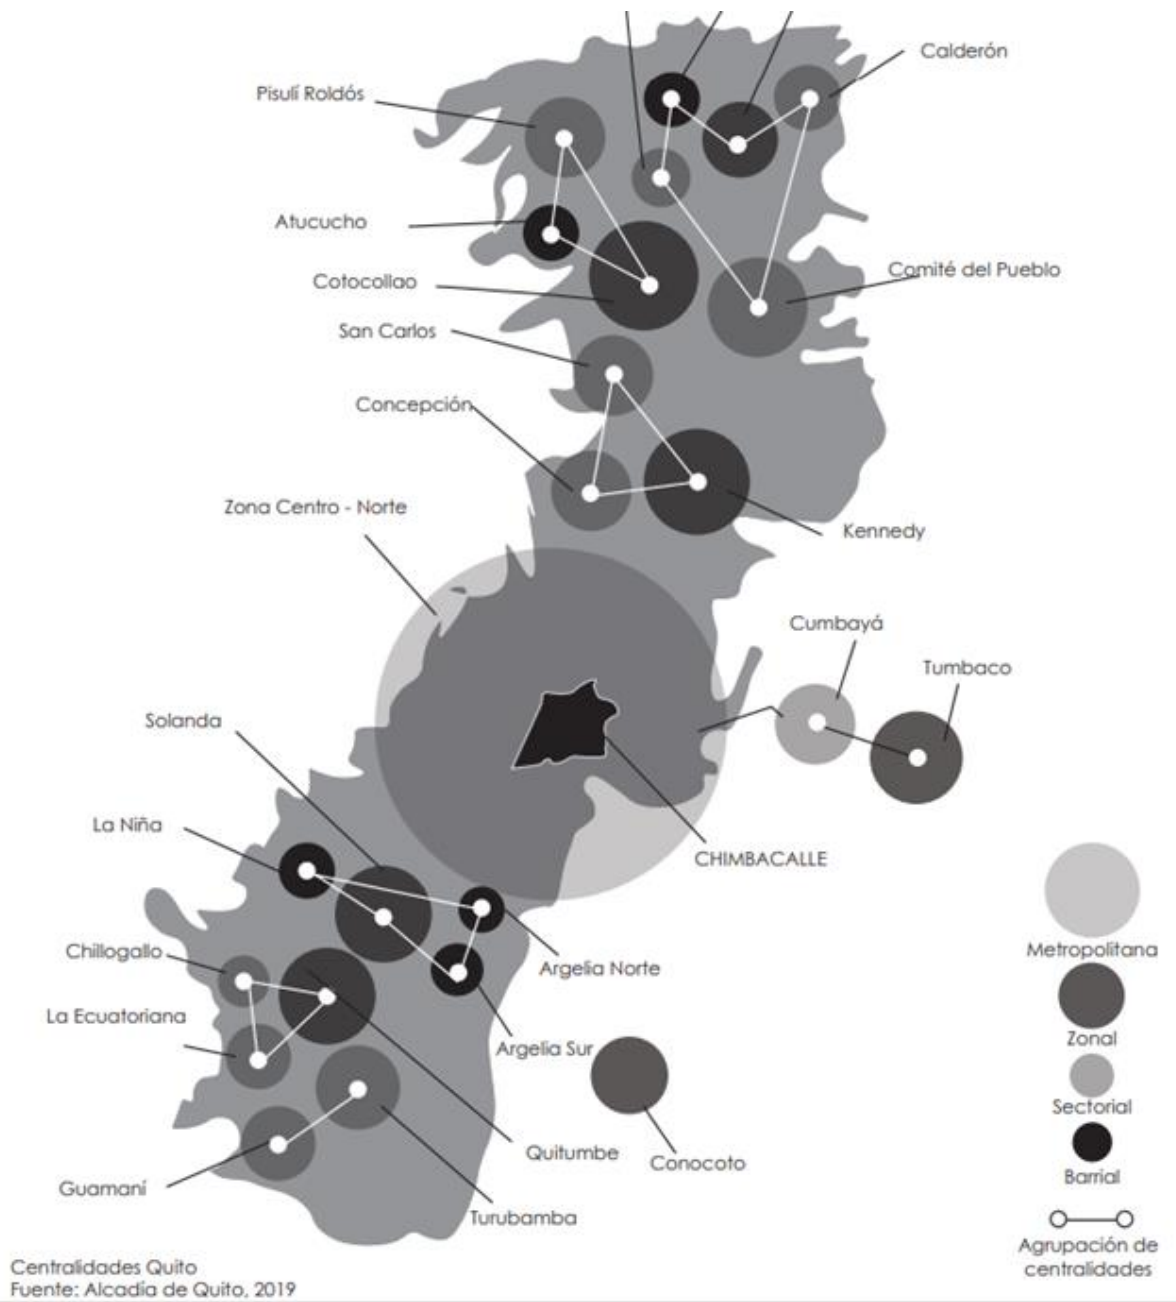 Calderón
Pisulí Roldós
Atucucho
Comité del Pueblo
Cotocollao
San Carlos
Concepción
Zona Centro - Norte
Kennedy
Cumbayá
Tumbaco
Solanda
La Niña
CHIMBACALLE
Chillogallo
Argelia Norte
La Ecuatoriana
Argelia Sur
Quitumbe
Conocoto
Guamaní
Turubamba
Metropolitana
Zonal
Sectorial
Barrial
Agrupación de
centralidades
Centralidades Quito
Fuente: Alcadía de Quito, 2019